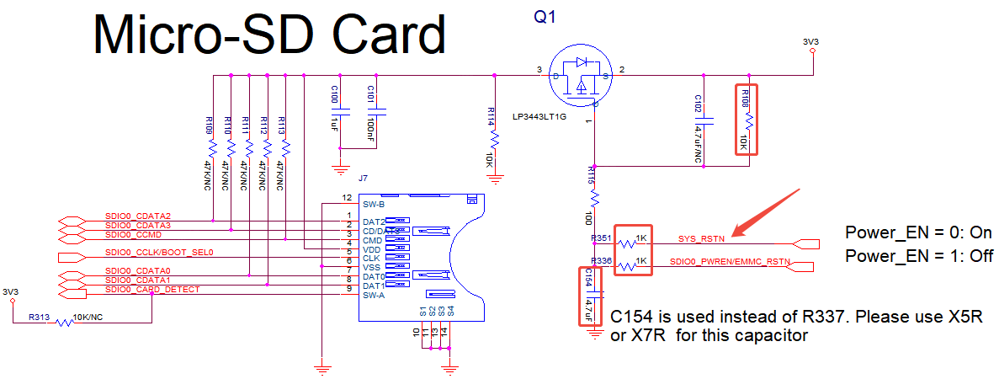 Micro-SD Card
Q1
3V3
3
D
S
2
G
1
LP3443LT1G
R109
47K/NC
R110
47K/NC
R111
47K/NC
R112
47K/NC
R113
47K/NC
C100
1uF
C101
100nF
R114
10K
C102
4.7uF/NC
R108
10K
R115
100
J7
12
SW-B
SDIO0_CDATA2
1
DAT2
SDIO0_CDATA3
2
CD/DAT3
SDIO0_CCMD
3
CMD
4
VDD
SDIO0_CCLK/BOOT_SEL0
5
CLK
6
VSS
SDIO0_CDATA0
7
DAT0
SDIO0_CDATA1
8
DAT1
SDIO0_CARD_DETECT
9
SW-A
3V3
R313
10K/NC
S1
S2
S3
S4
10
11
13
14
R351
1K
SYS_RSTN
R336
1K
SDIO0_PWREN/EMMC_RSTN
C154
4.7uF
Power_EN = 0: On
Power_EN = 1: Off
C154 is used instead of R337. Please use X5R
or X7R for this capacitor